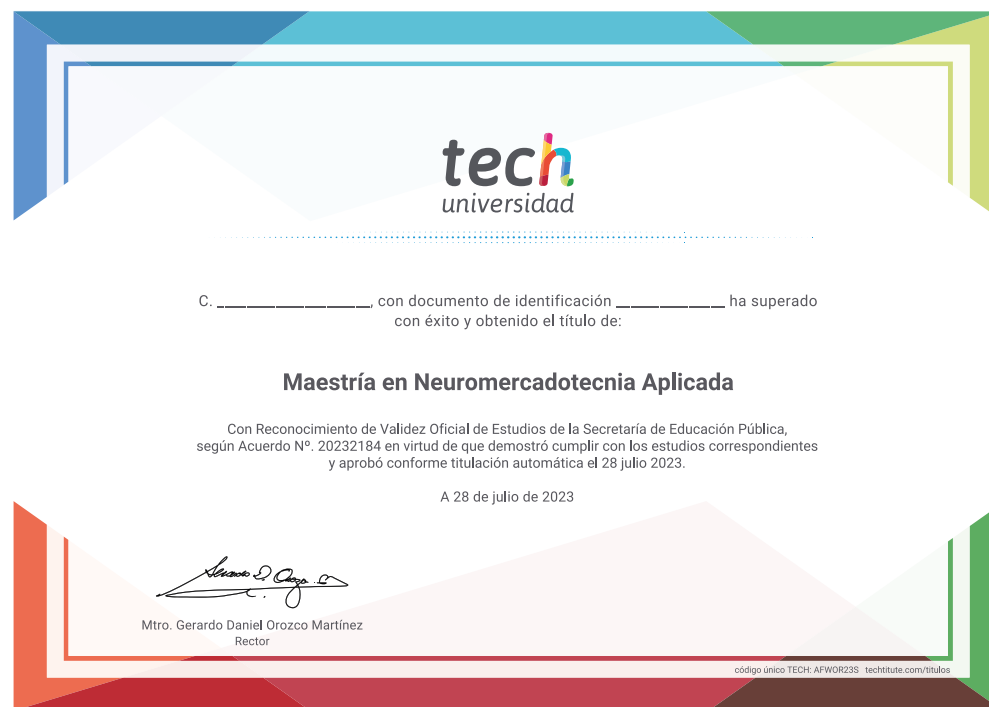 tech
universidad
C. __________________, con documento de identificación _____________ ha superado
con éxito y obtenido el título de:
Maestría en Neuromercadotecnia Aplicada
Con Reconocimiento de Validez Oficial de Estudios de la Secretaría de Educación Pública,
según Acuerdo Nº. 20232184 en virtud de que demostró cumplir con los estudios correspondientes
y aprobó conforme titulación automática el 28 julio 2023.
A 28 de julio de 2023
Mtro. Gerardo Daniel Orozco Martínez
Rector
código único TECH: AFWOR23S techtitute.com/titulos